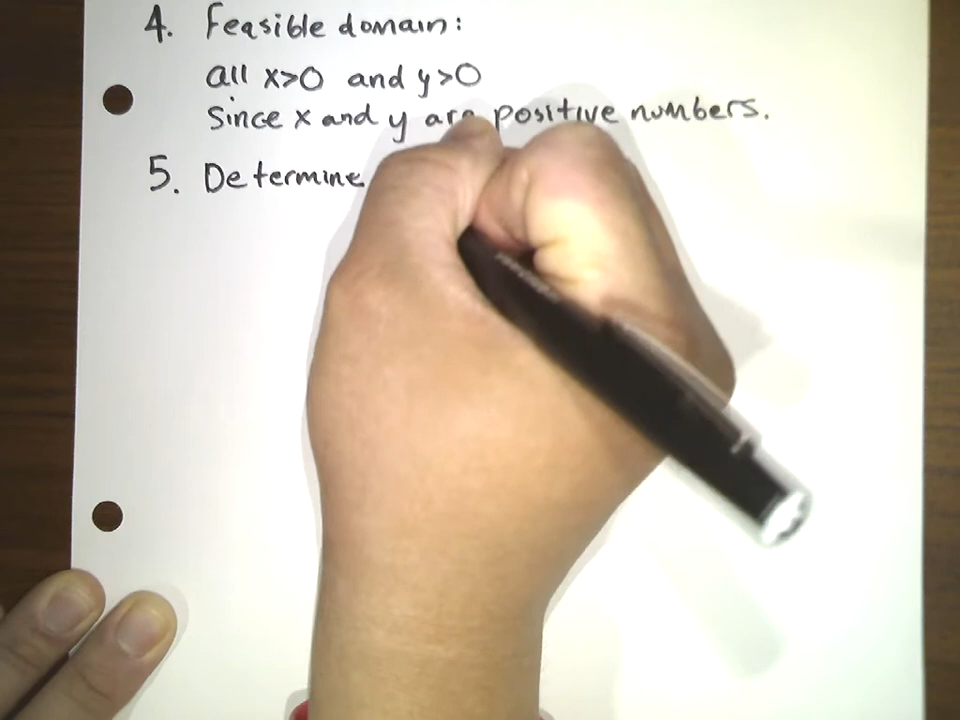 4. Feasible domain:
all x>0 and y>0
Since x and y are positive numbers.
5. Determine